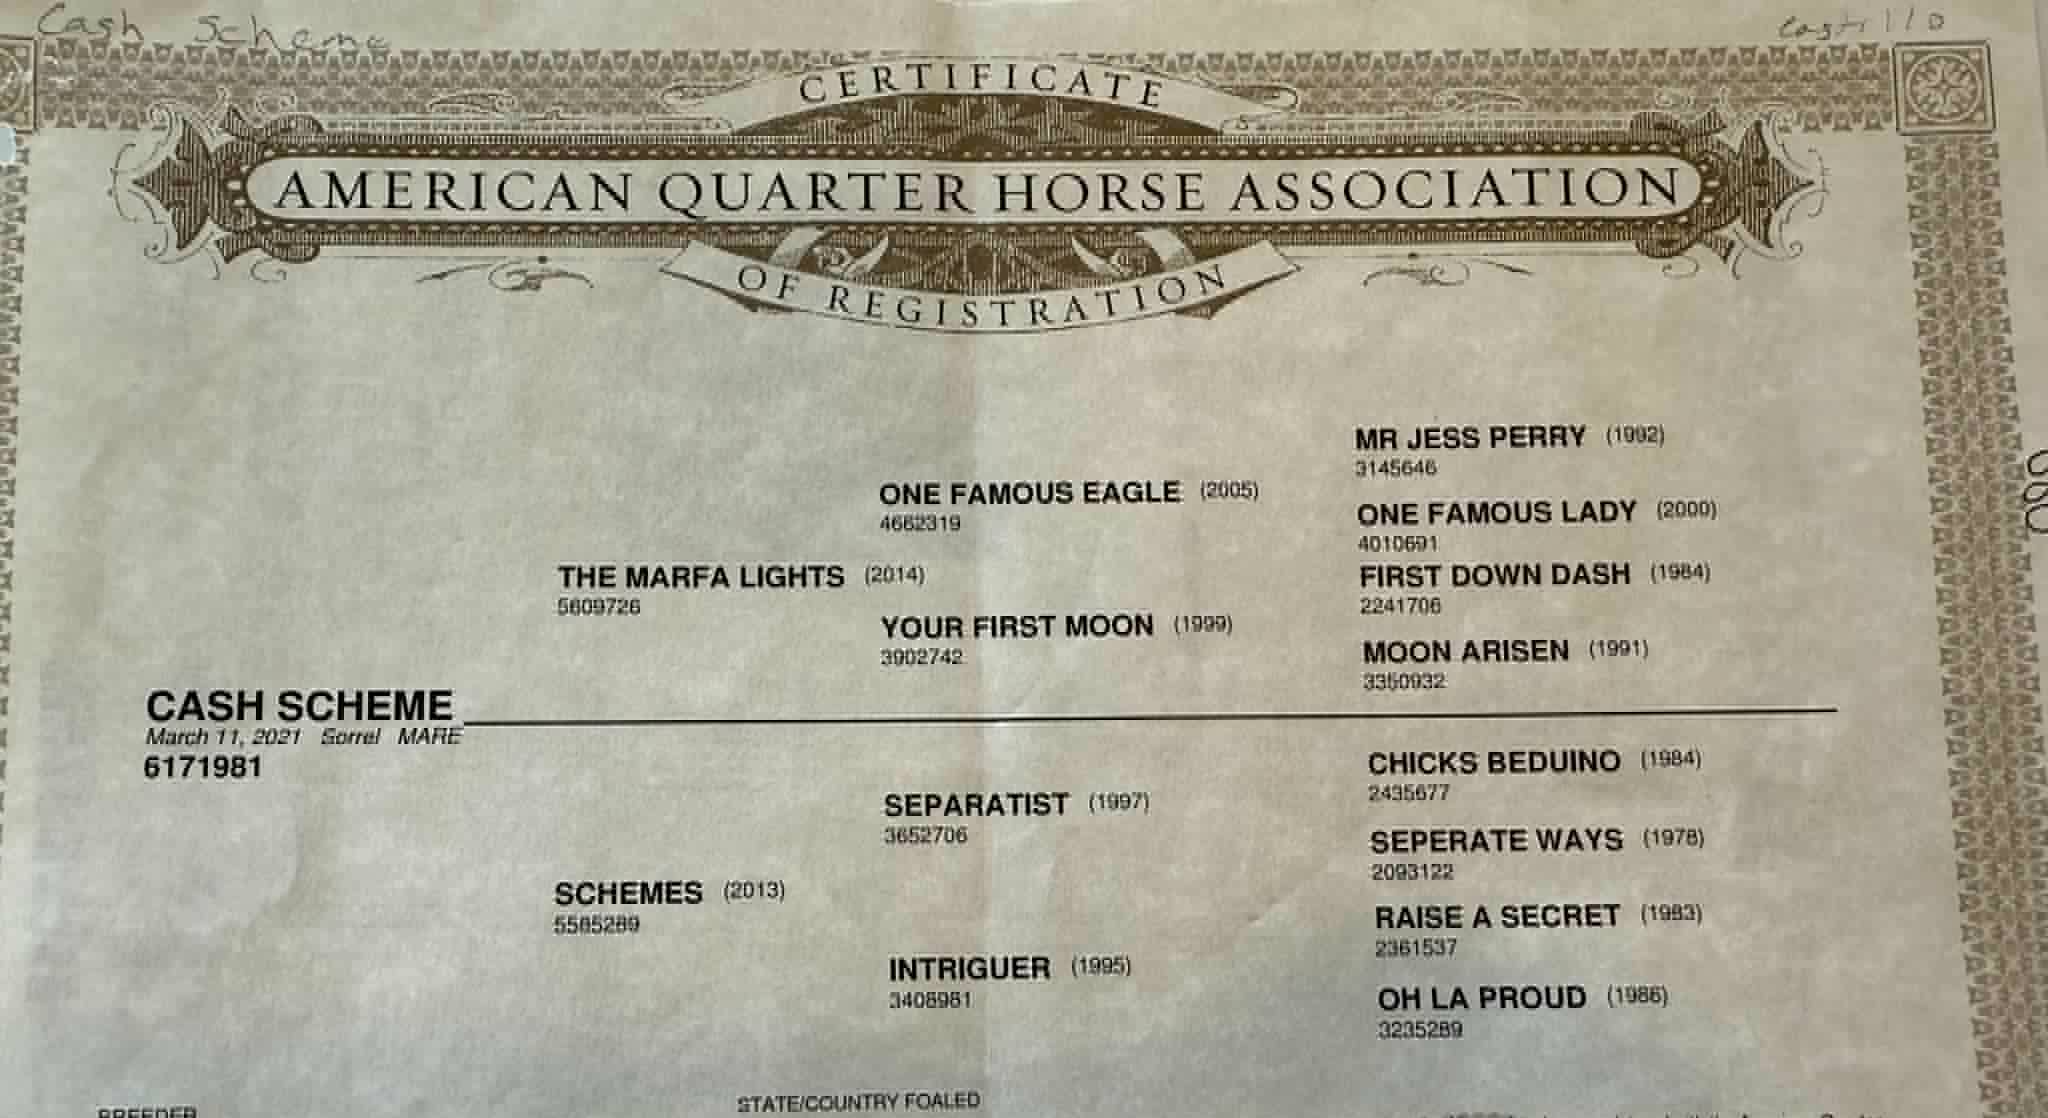 Cash Scheme
castillo
CERTIFICATE
AMERICAN QUARTER HORSE ASSOCIATION
OF REGISTRATION
MR JESS PERRY (1992)
3145646
ONE FAMOUS EAGLE (2005)
4662319
ONE FAMOUS LADY (2000)
4010691
THE MARFA LIGHTS (2014)
5609726
FIRST DOWN DASH (1984)
2241706
YOUR FIRST MOON (1999)
3902742
MOON ARISEN (1991)
3350932
CASH SCHEME
March 11, 2021 Sorrel MARE
6171981
CHICKS BEDUINO (1984)
2435677
SEPARATIST (1997)
3652706
SEPERATE WAYS (1978)
2093122
SCHEMES (2013)
5585289
RAISE A SECRET (1983)
2361537
INTRIGUER (1995)
3408981
OH LA PROUD (1986)
3235289
STATE/COUNTRY FOALED
BREEDER